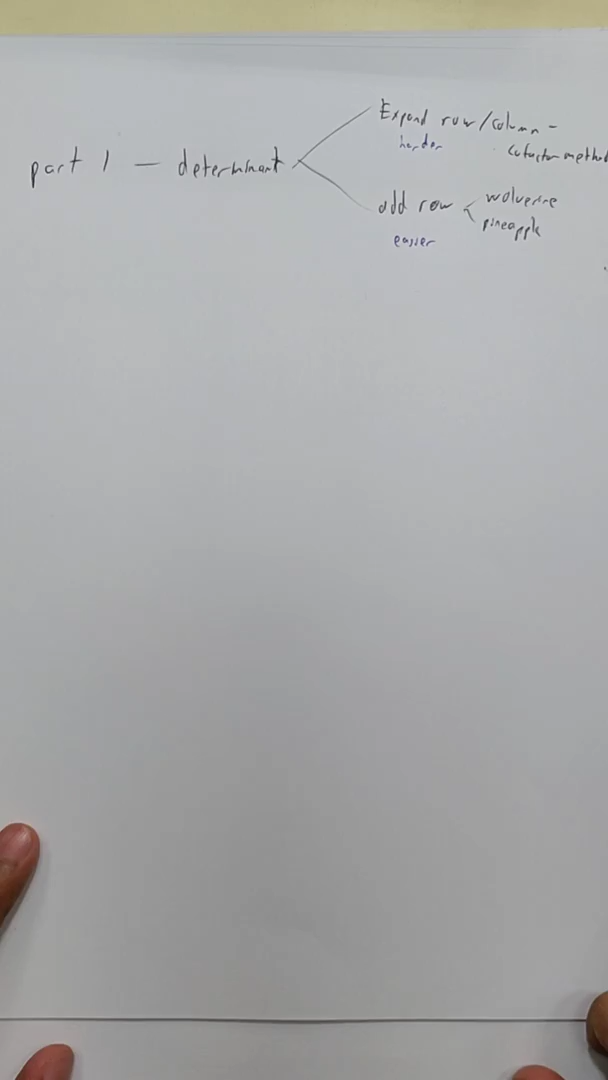 part 1 — determinant
Expand row/column -
harder
Cofactor method
add row < wolverine
pineapple
easier